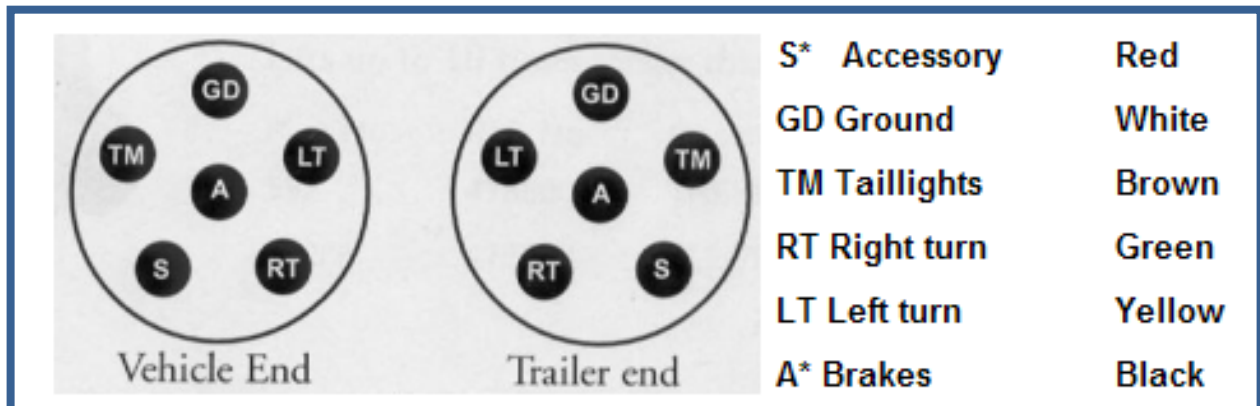 GD
TM
LT
A
S
RT
Vehicle End
GD
LT
TM
A
RT
S
Trailer end
S* Accessory Red
GD Ground White
TM Taillights Brown
RT Right turn Green
LT Left turn Yellow
A* Brakes Black